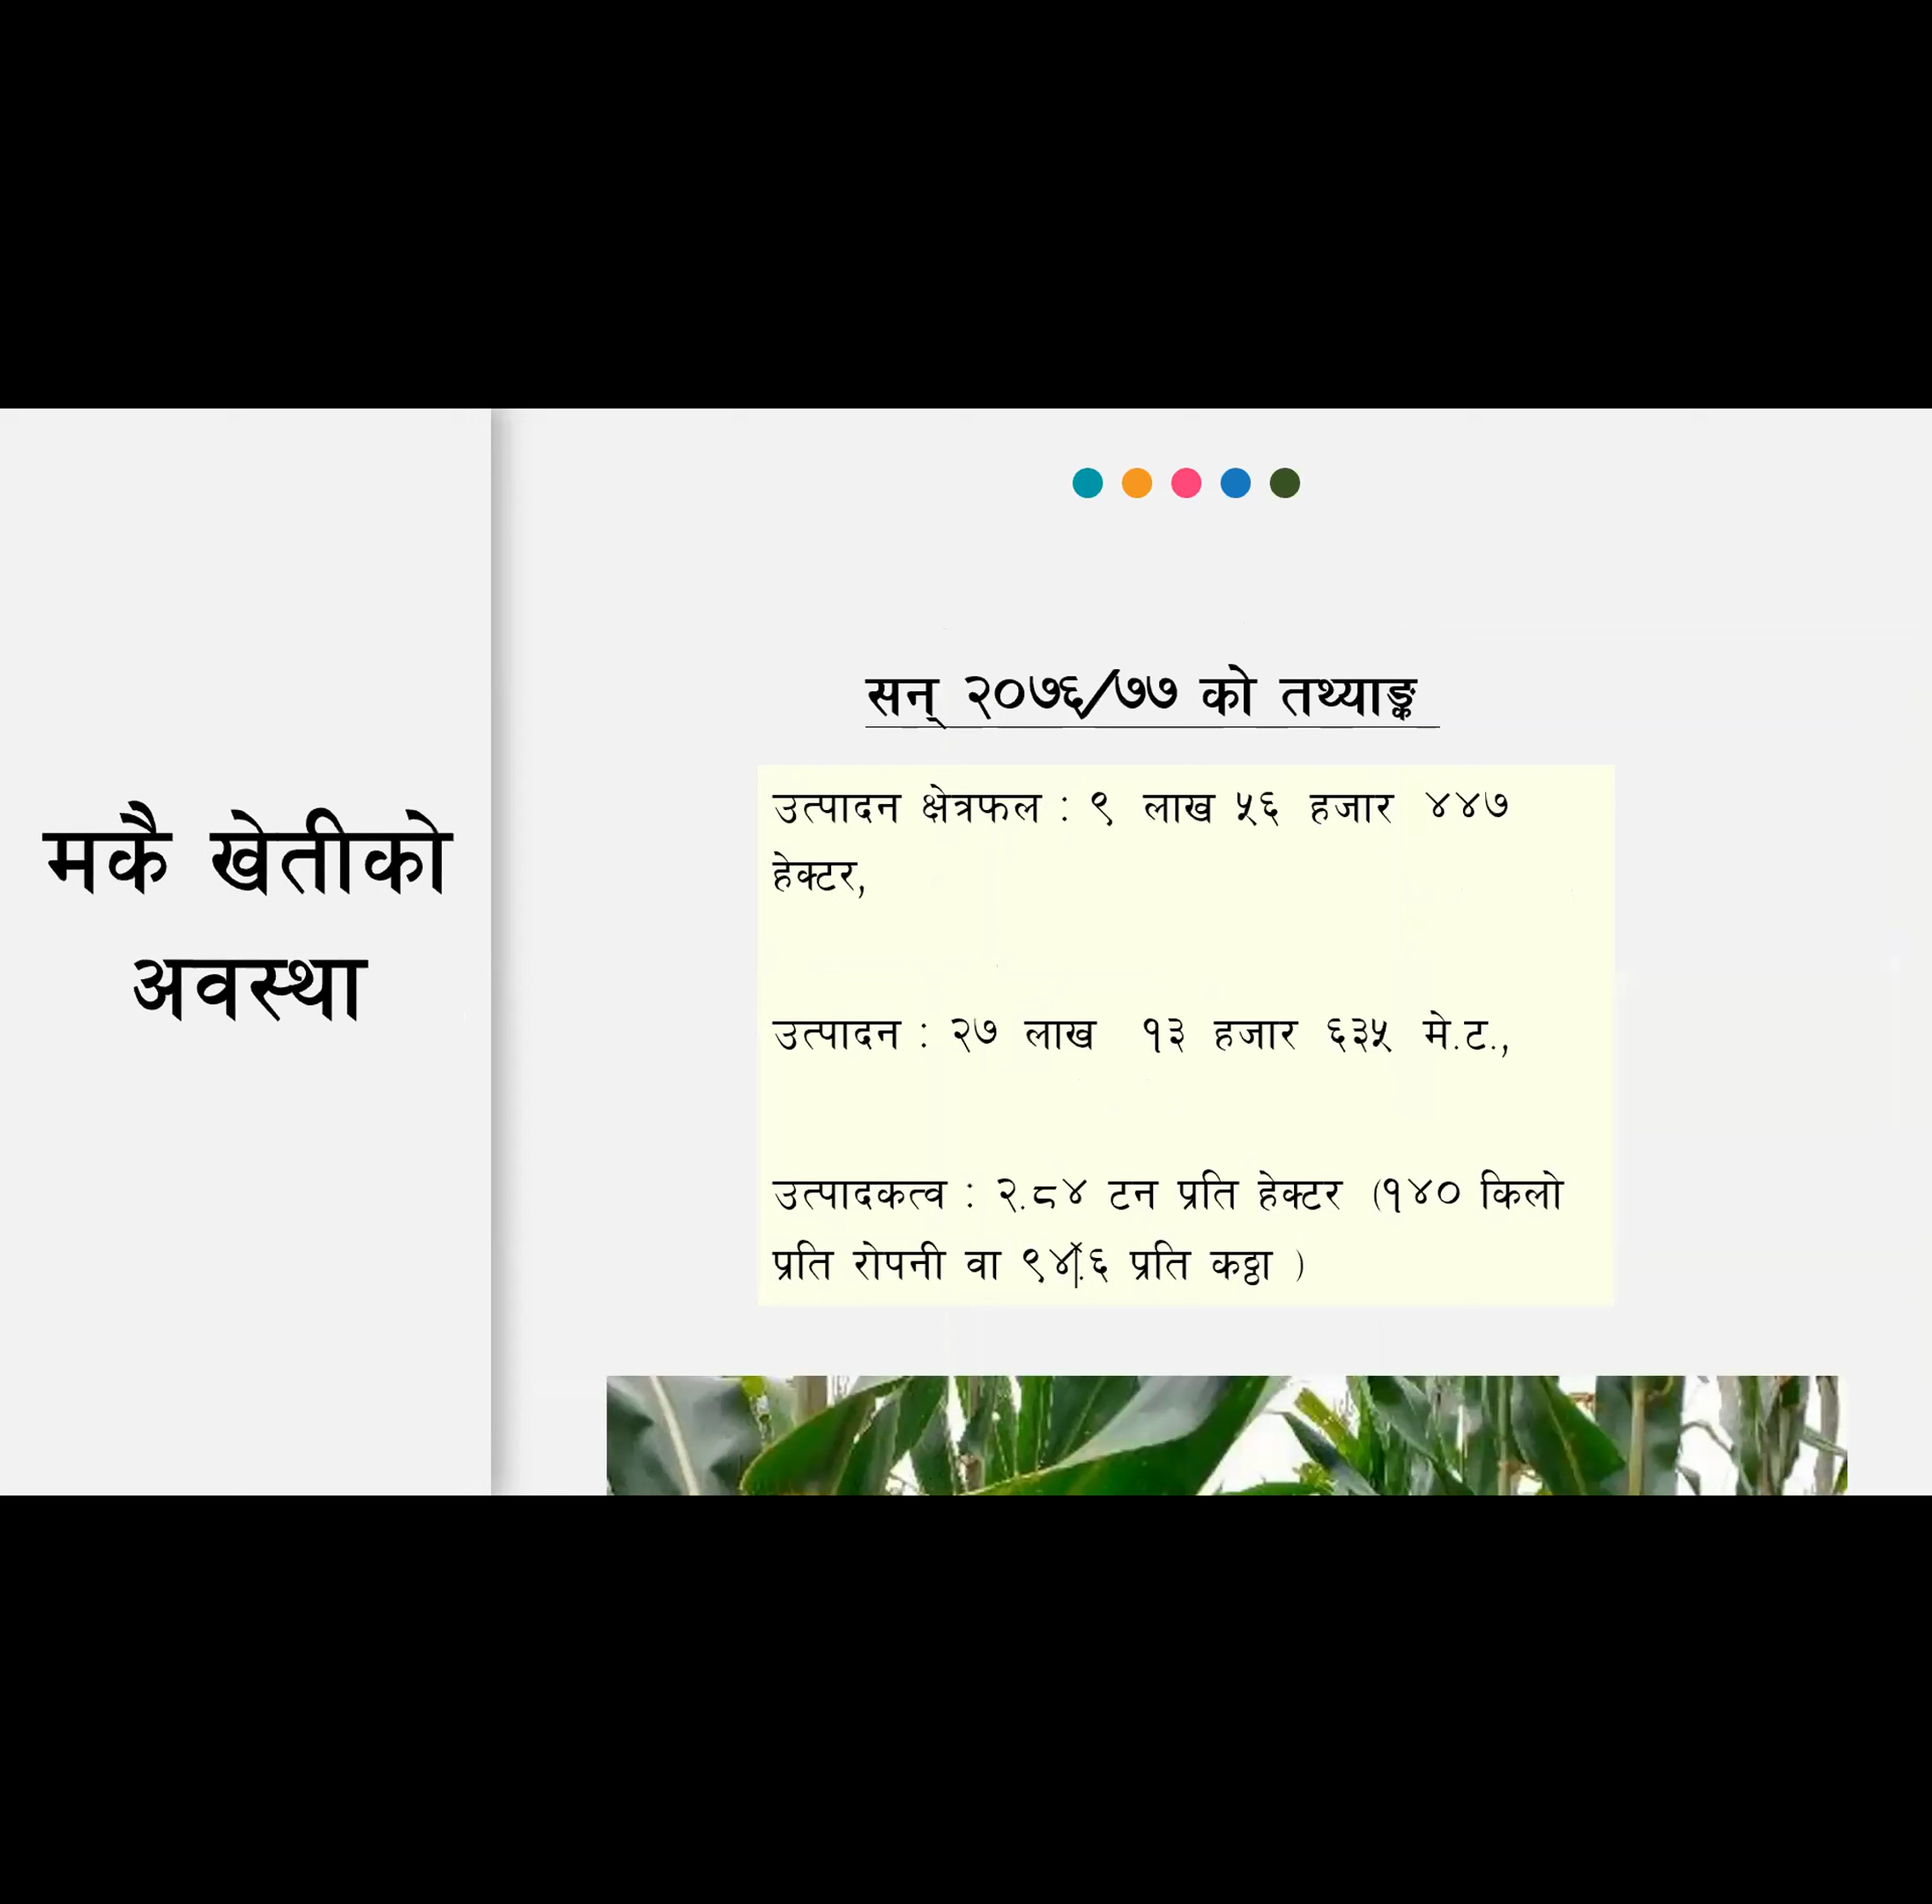 मकै खेतीको
अवस्था
सन् २०७६/७७ को तथ्याङ्क
उत्पादन क्षेत्रफल : ९ लाख ५६ हजार ४४७
हेक्टर,
उत्पादन : २७ लाख १३ हजार ६३५ मे.ट.,
उत्पादकत्व : २.८४ टन प्रति हेक्टर (१४० किलो
प्रति रोपनी वा ९४.६ प्रति कठ्ठा )